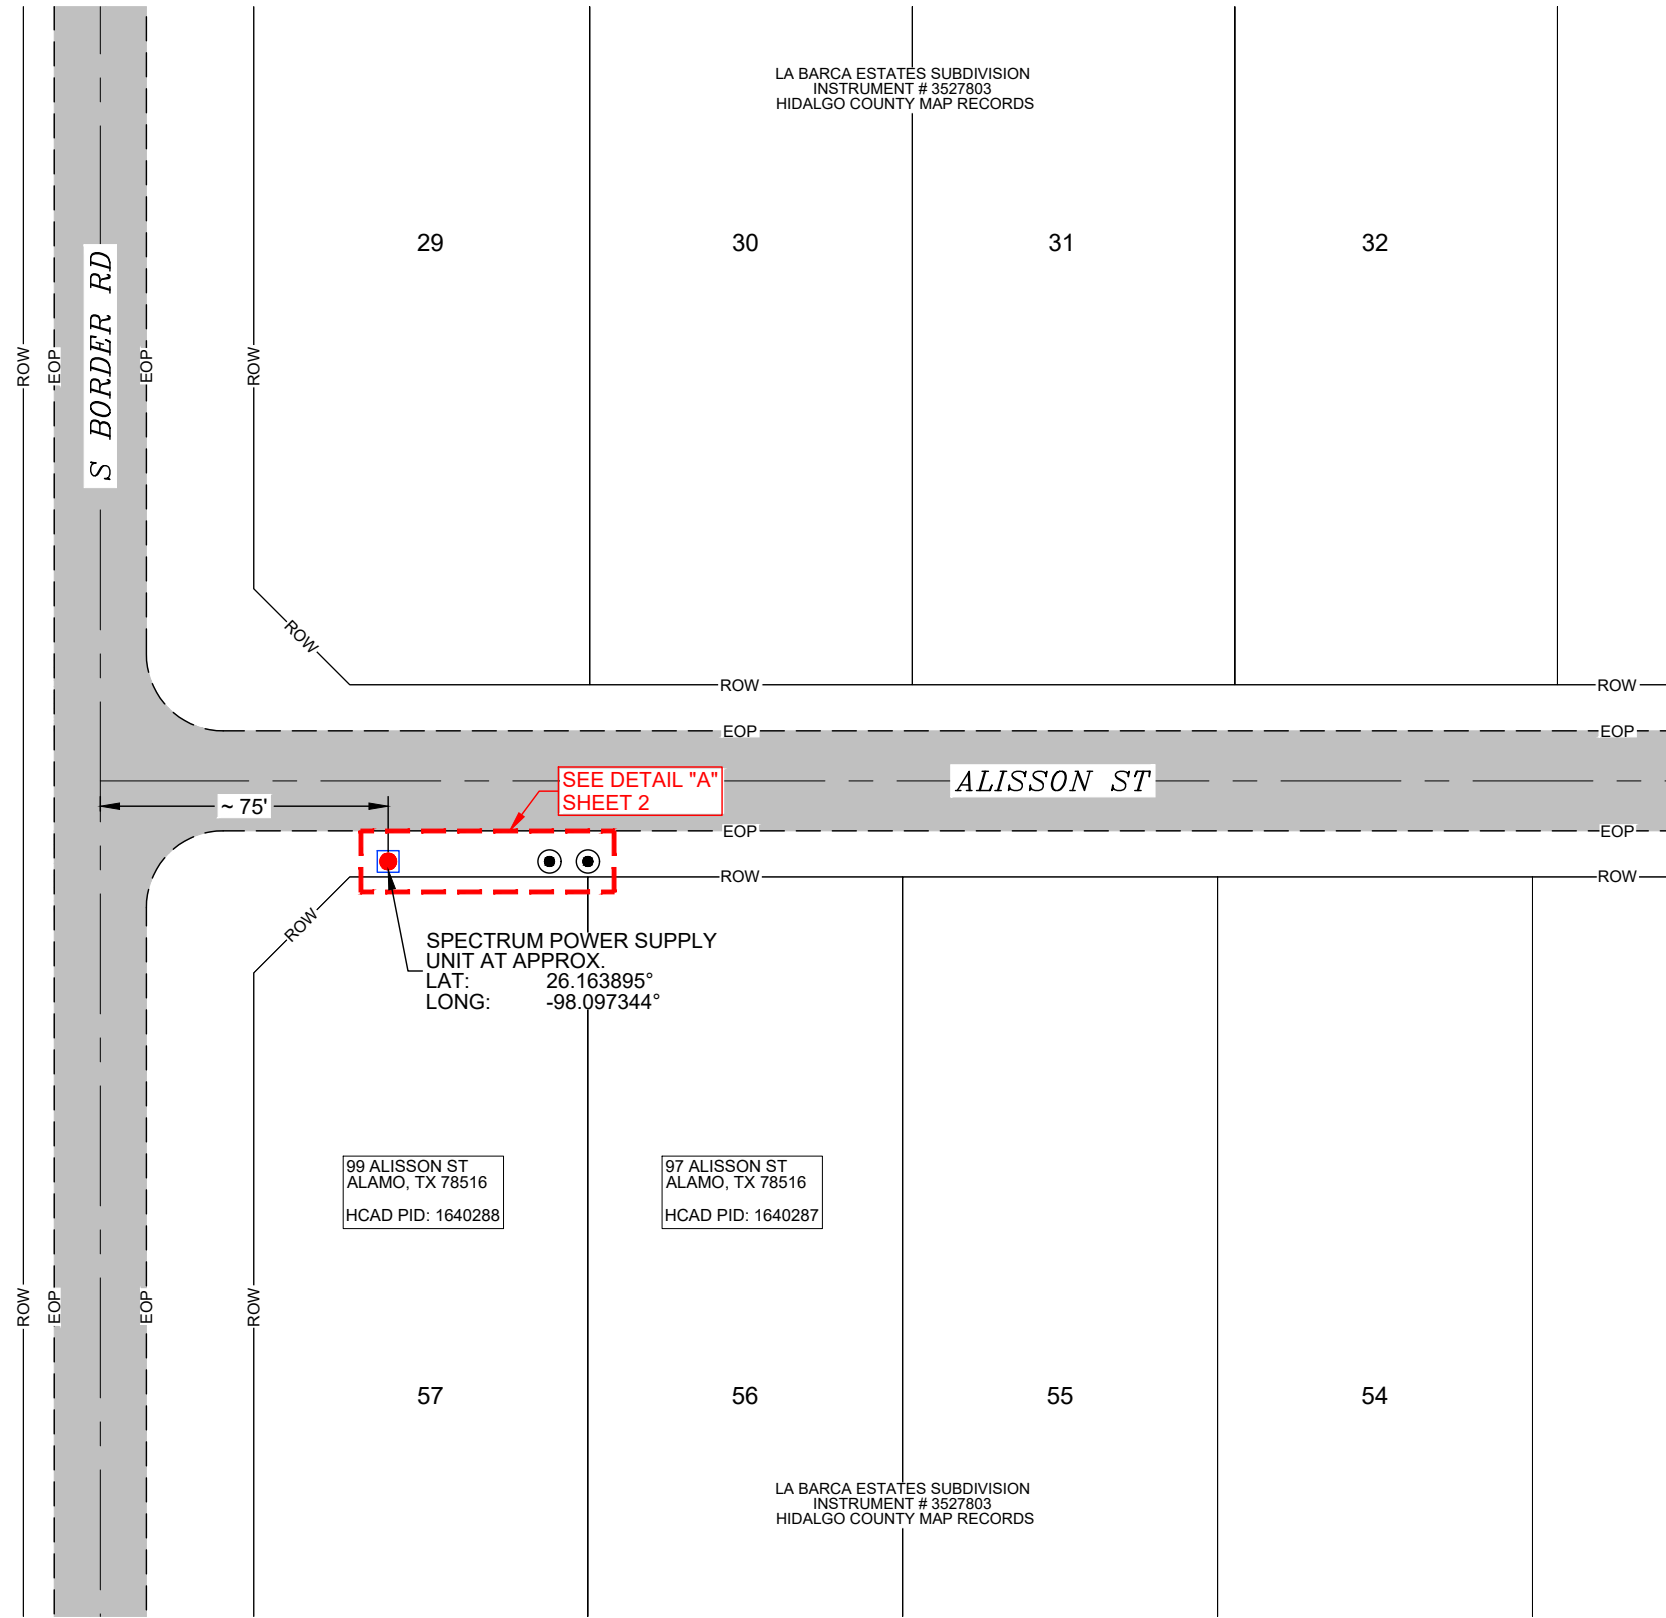 LA BARCA ESTATES SUBDIVISION
INSTRUMENT # 3527803
HIDALGO COUNTY MAP RECORDS
29
30
31
32
S BORDER RD
ROW
EOP
EOP
ROW
ROW
ROW
ROW
EOP
EOP
SEE DETAIL "A"
SHEET 2
ALISSON ST
~ 75'
EOP
EOP
ROW
ROW
ROW
SPECTRUM POWER SUPPLY
UNIT AT APPROX.
LAT: 26.163895°
LONG: -98.097344°
99 ALISSON ST
ALAMO, TX 78516
HCAD PID: 1640288
97 ALISSON ST
ALAMO, TX 78516
HCAD PID: 1640287
ROW
EOP
EOP
ROW
57
56
55
54
LA BARCA ESTATES SUBDIVISION
INSTRUMENT # 3527803
HIDALGO COUNTY MAP RECORDS